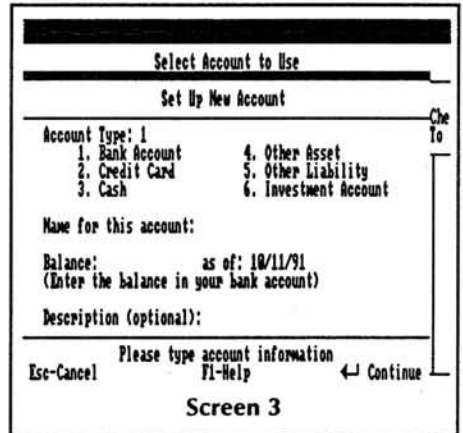 Select Account to Use
Set Up New Account
Che
Account Type: 1 To
1. Bank Account 4. Other Asset
2. Credit Card 5. Other Liability
3. Cash 6. Investment Account
Name for this account:
Balance: as of: 10/11/91
(Enter the balance in your bank account)
Description (optional):
Please type account information
Esc-Cancel F1-Help ↵ Continue
Screen 3